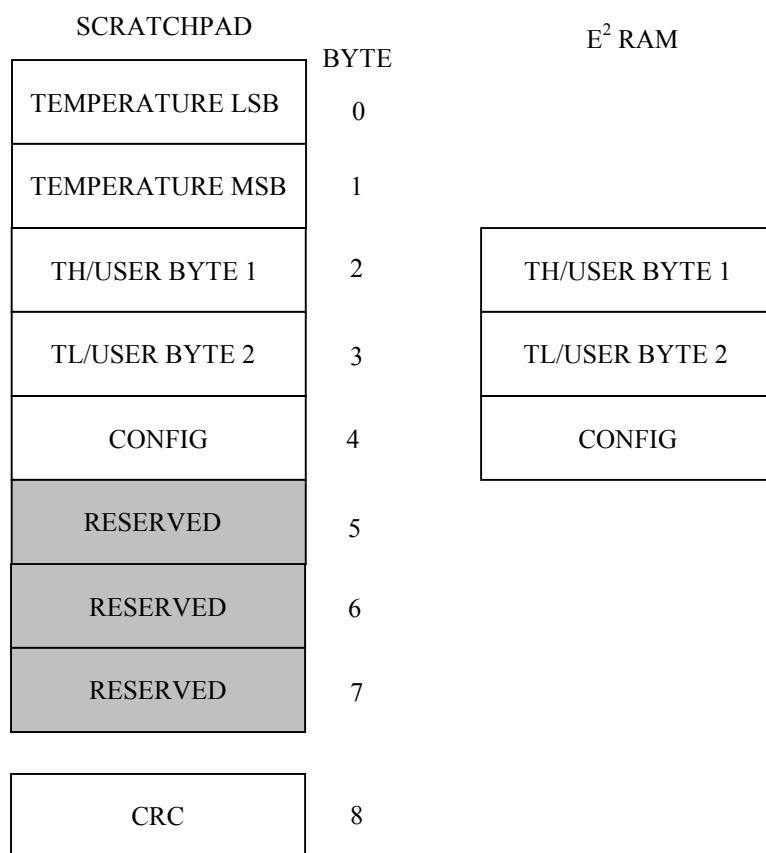 SCRATCHPAD
BYTE
E² RAM
TEMPERATURE LSB 0
TEMPERATURE MSB 1
TH/USER BYTE 1 2 TH/USER BYTE 1
TL/USER BYTE 2 3 TL/USER BYTE 2
CONFIG 4 CONFIG
RESERVED 5
RESERVED 6
RESERVED 7
CRC 8